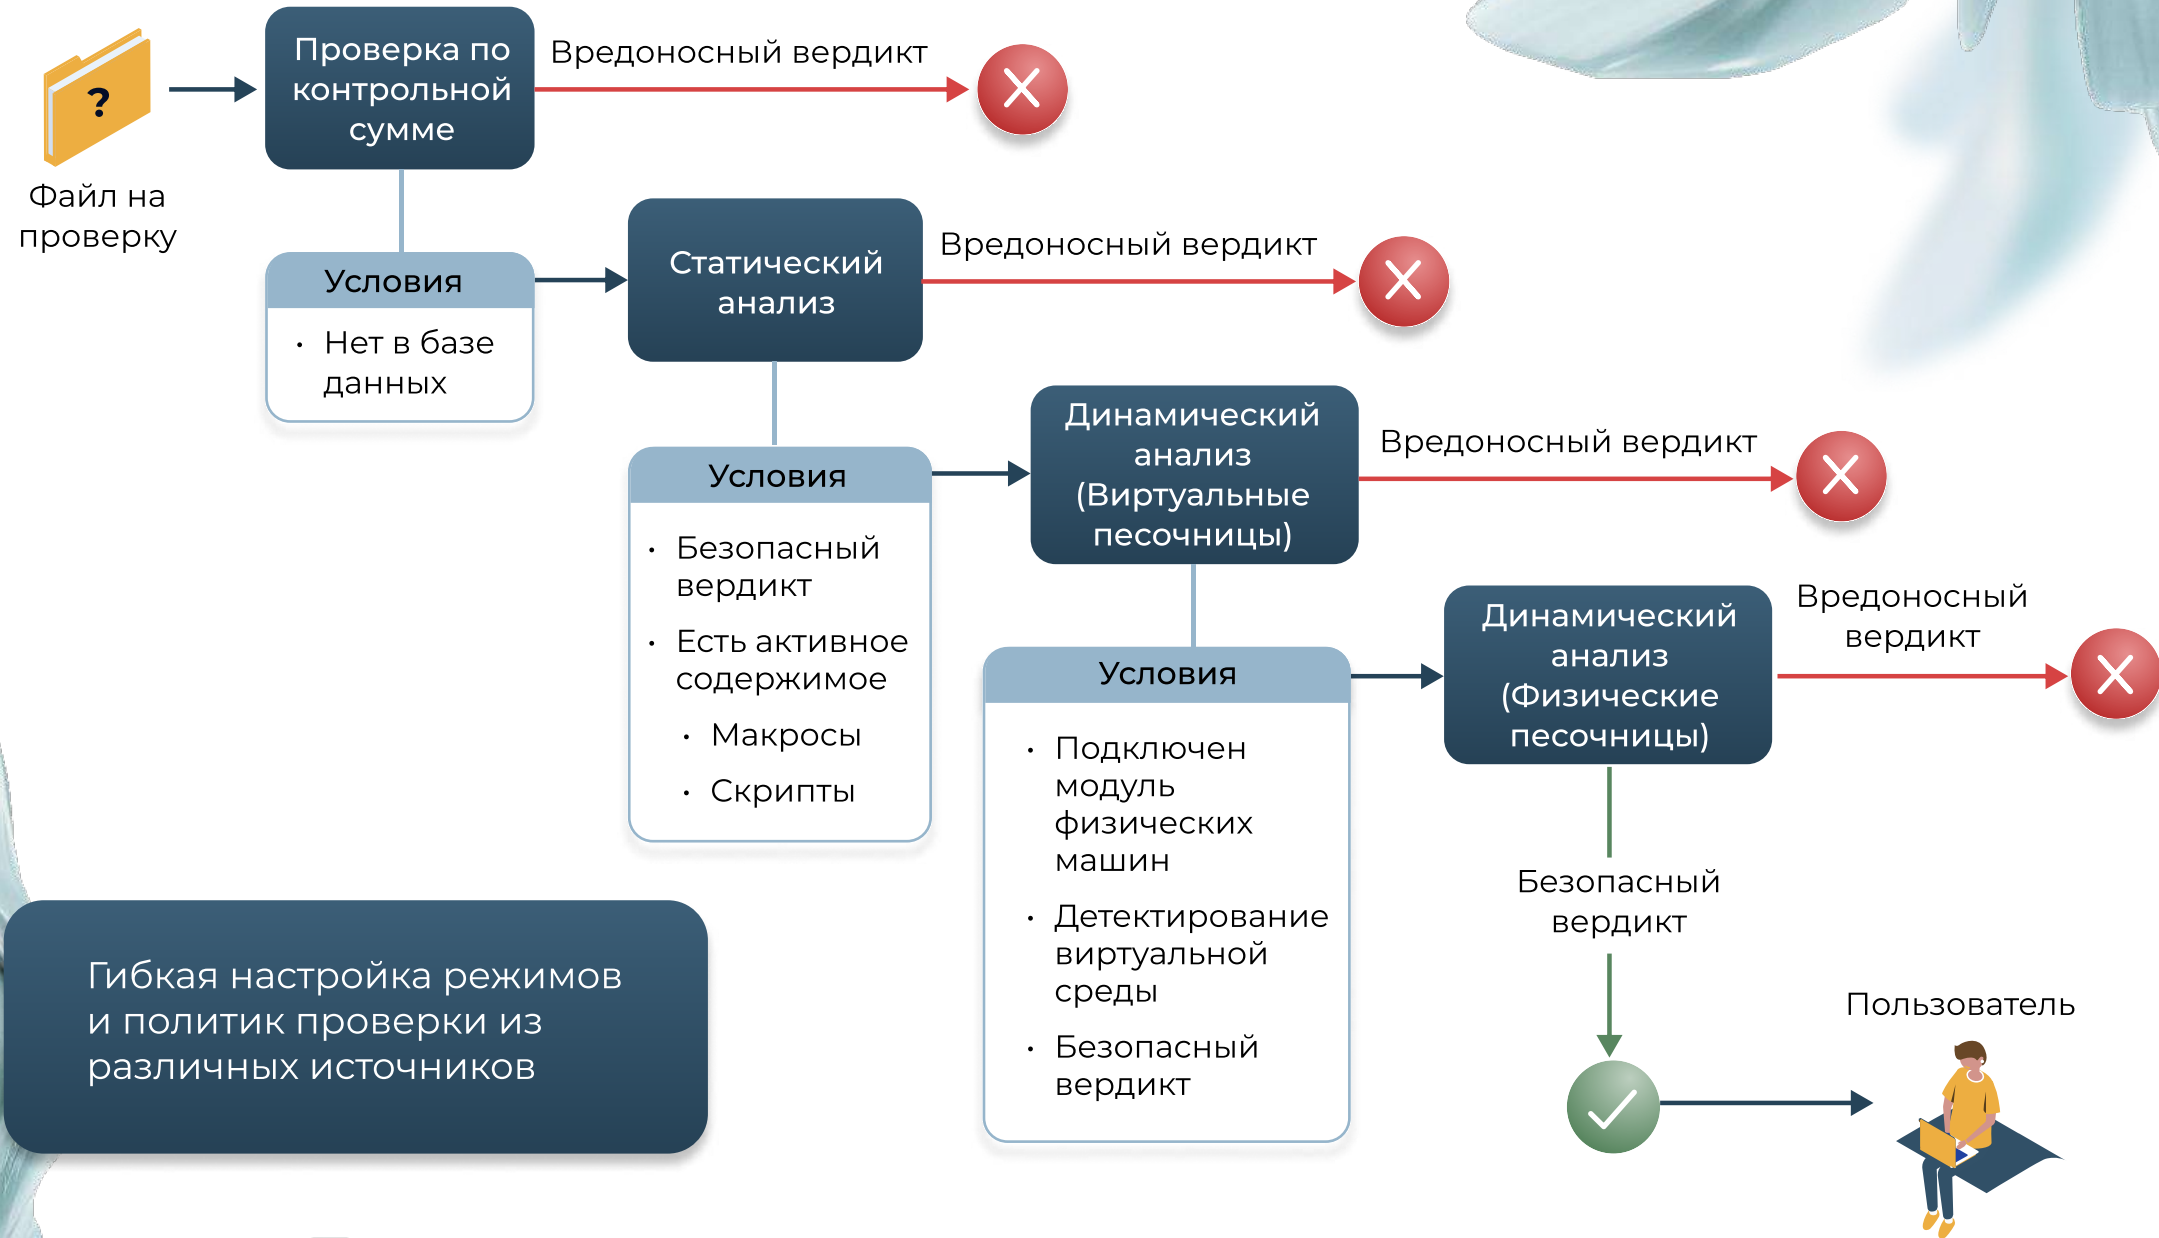 ?
Файл на
проверку
Проверка по
контрольной
сумме
Вредоносный вердикт
Условия
• Нет в базе
данных
Статический
анализ
Вредоносный вердикт
Условия
• Безопасный
вердикт
• Есть активное
содержимое
• Макросы
• Скрипты
Динамический
анализ
(Виртуальные
песочницы)
Вредоносный вердикт
Условия
• Подключен
модуль
физических
машин
• Детектирование
виртуальной
среды
• Безопасный
вердикт
Динамический
анализ
(Физические
песочницы)
Вредоносный
вердикт
Безопасный
вердикт
Пользователь
Гибкая настройка режимов
и политик проверки из
различных источников